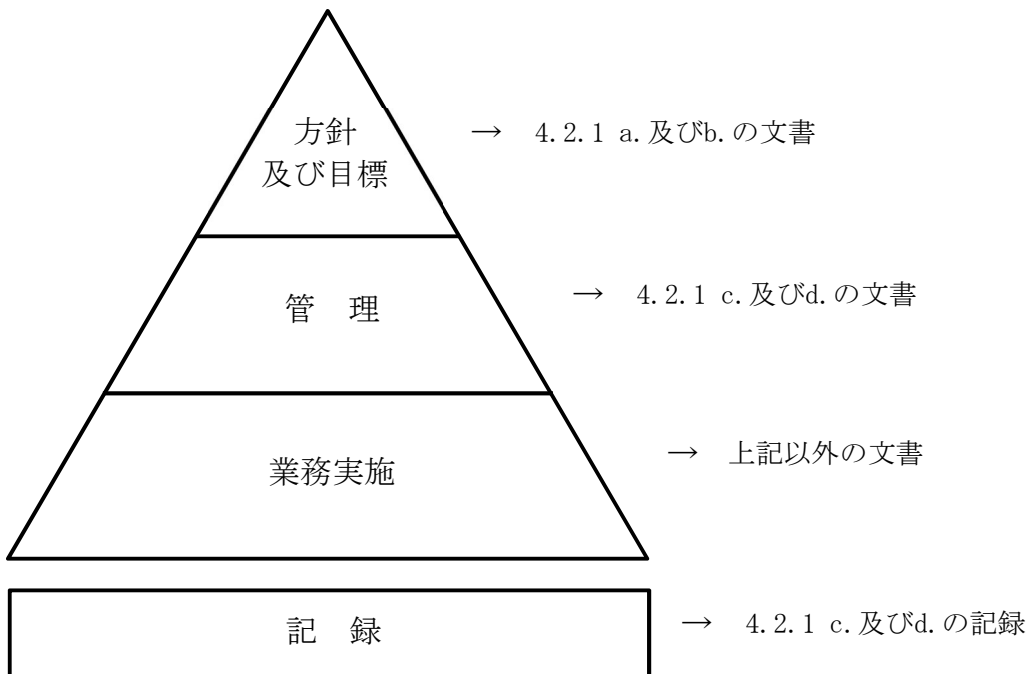 方針
及び目標
→ 4.2.1 a.及びb.の文書
管 理
→ 4.2.1 c.及びd.の文書
業務実施
→ 上記以外の文書
記 録
→ 4.2.1 c.及びd.の記録